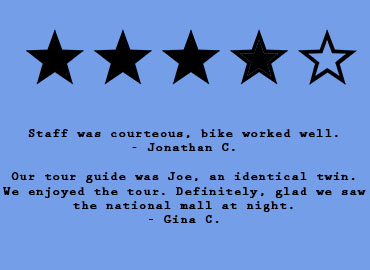 Staff was courteous, bike worked well.
- Jonathan C.
Our tour guide was Joe, an identical twin.
We enjoyed the tour. Definitely, glad we saw
the national mall at night.
- Gina C.